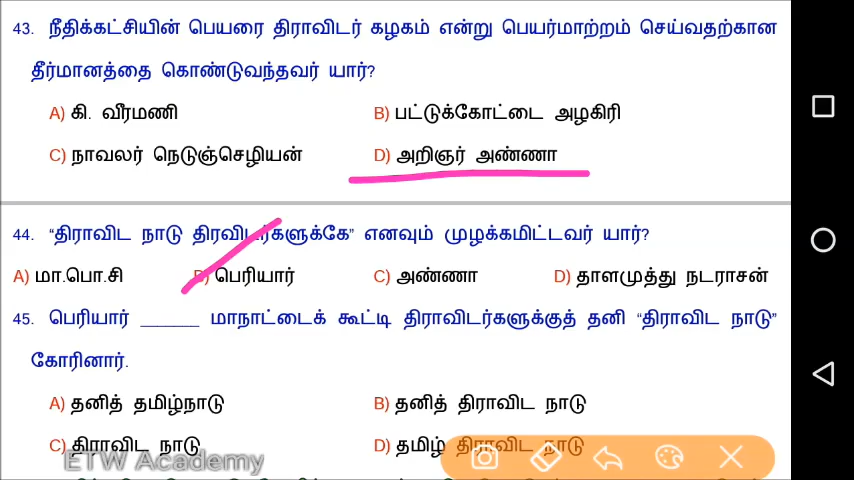 43. நீதிக்கட்சியின் பெயரை திராவிடர் கழகம் என்று பெயர்மாற்றம் செய்வதற்கான
தீர்மானத்தை கொண்டுவந்தவர் யார்?
A) கி. வீரமணி B) பட்டுக்கோட்டை அழகிரி
C) நாவலர் நெடுஞ்செழியன் D) அறிஞர் அண்ணா
44. “திராவிட நாடு திரவிடர்களுக்கே” எனவும் முழக்கமிட்டவர் யார்?
A) மா.பொ.சி B) பெரியார் C) அண்ணா D) தாளமுத்து நடராசன்
45. பெரியார் _______ மாநாட்டைக் கூட்டி திராவிடர்களுக்குத் தனி “திராவிட நாடு”
கோரினார்.
A) தனித் தமிழ்நாடு B) தனித் திராவிட நாடு
C) திராவிட நாடு D) தமிழ் திராவிட நாடு
ETW Academy